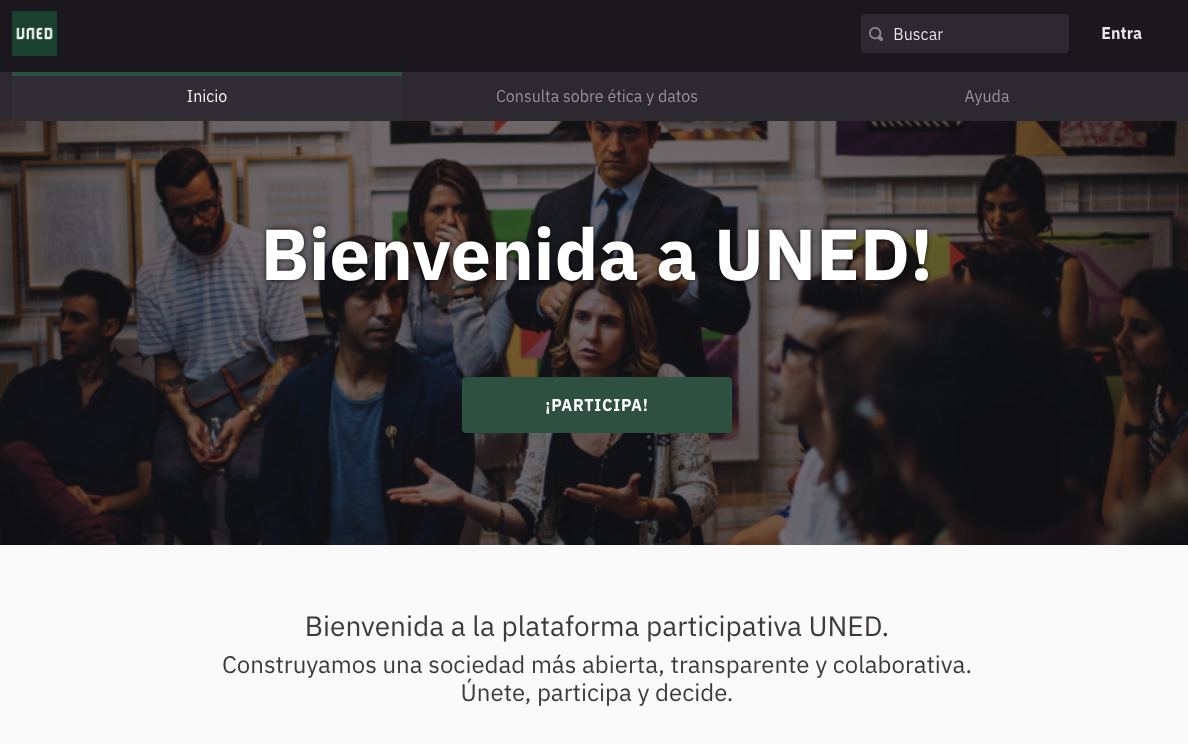 UNED
Buscar
Entra
Inicio
Consulta sobre ética y datos
Ayuda
Bienvenida a UNED!
¡PARTICIPA!
Bienvenida a la plataforma participativa UNED.
Construyamos una sociedad más abierta, transparente y colaborativa.
Únete, participa y decide.